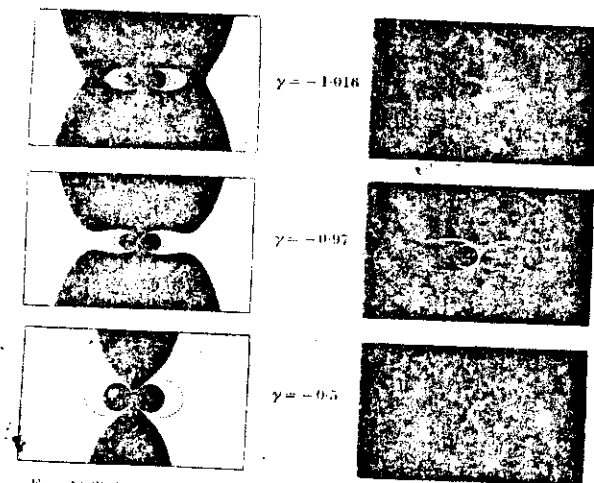 γ = −1·016
γ = −0·97
γ = −0·5